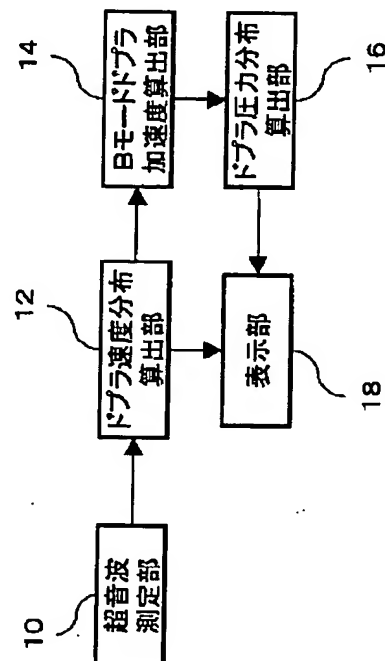 10
超音波
測定部
12
ドプラ速度分布
算出部
14
Bモードドプラ
加速度算出部
16
ドプラ圧力分布
算出部
18
表示部